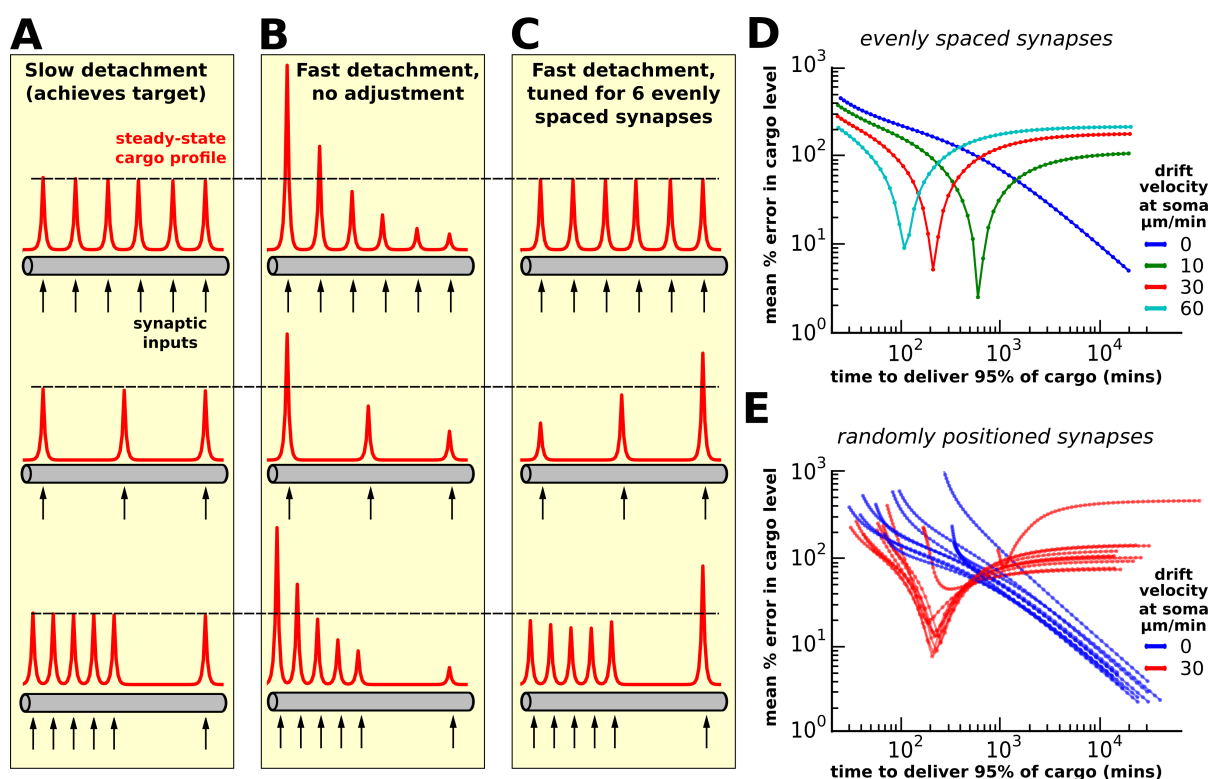 A
Slow detachment
(achieves target)
steady-state
cargo profile
synaptic
inputs
B
Fast detachment,
no adjustment
C
Fast detachment,
tuned for 6 evenly
spaced synapses
D
evenly spaced synapses
mean % error in cargo level
10³
10²
10¹
10⁰
10² 10³ 10⁴
time to deliver 95% of cargo (mins)
drift
velocity
at soma
μm/min
0
10
30
60
E
randomly positioned synapses
mean % error in cargo level
10³
10²
10¹
10⁰
10² 10³ 10⁴
time to deliver 95% of cargo (mins)
drift
velocity
at soma
μm/min
0
30